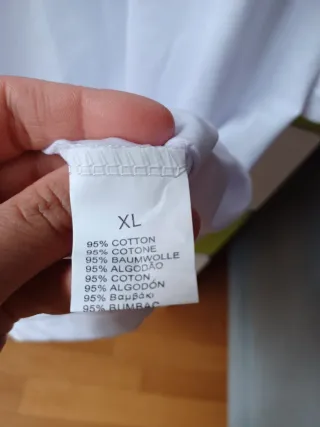 XL
95% COTTON
95% COTONE
95% BAUMWOLLE
95% ALGODÃO
95% COTON
95% ALGODÓN
95% Βαμβάκι
95% BUMBAC